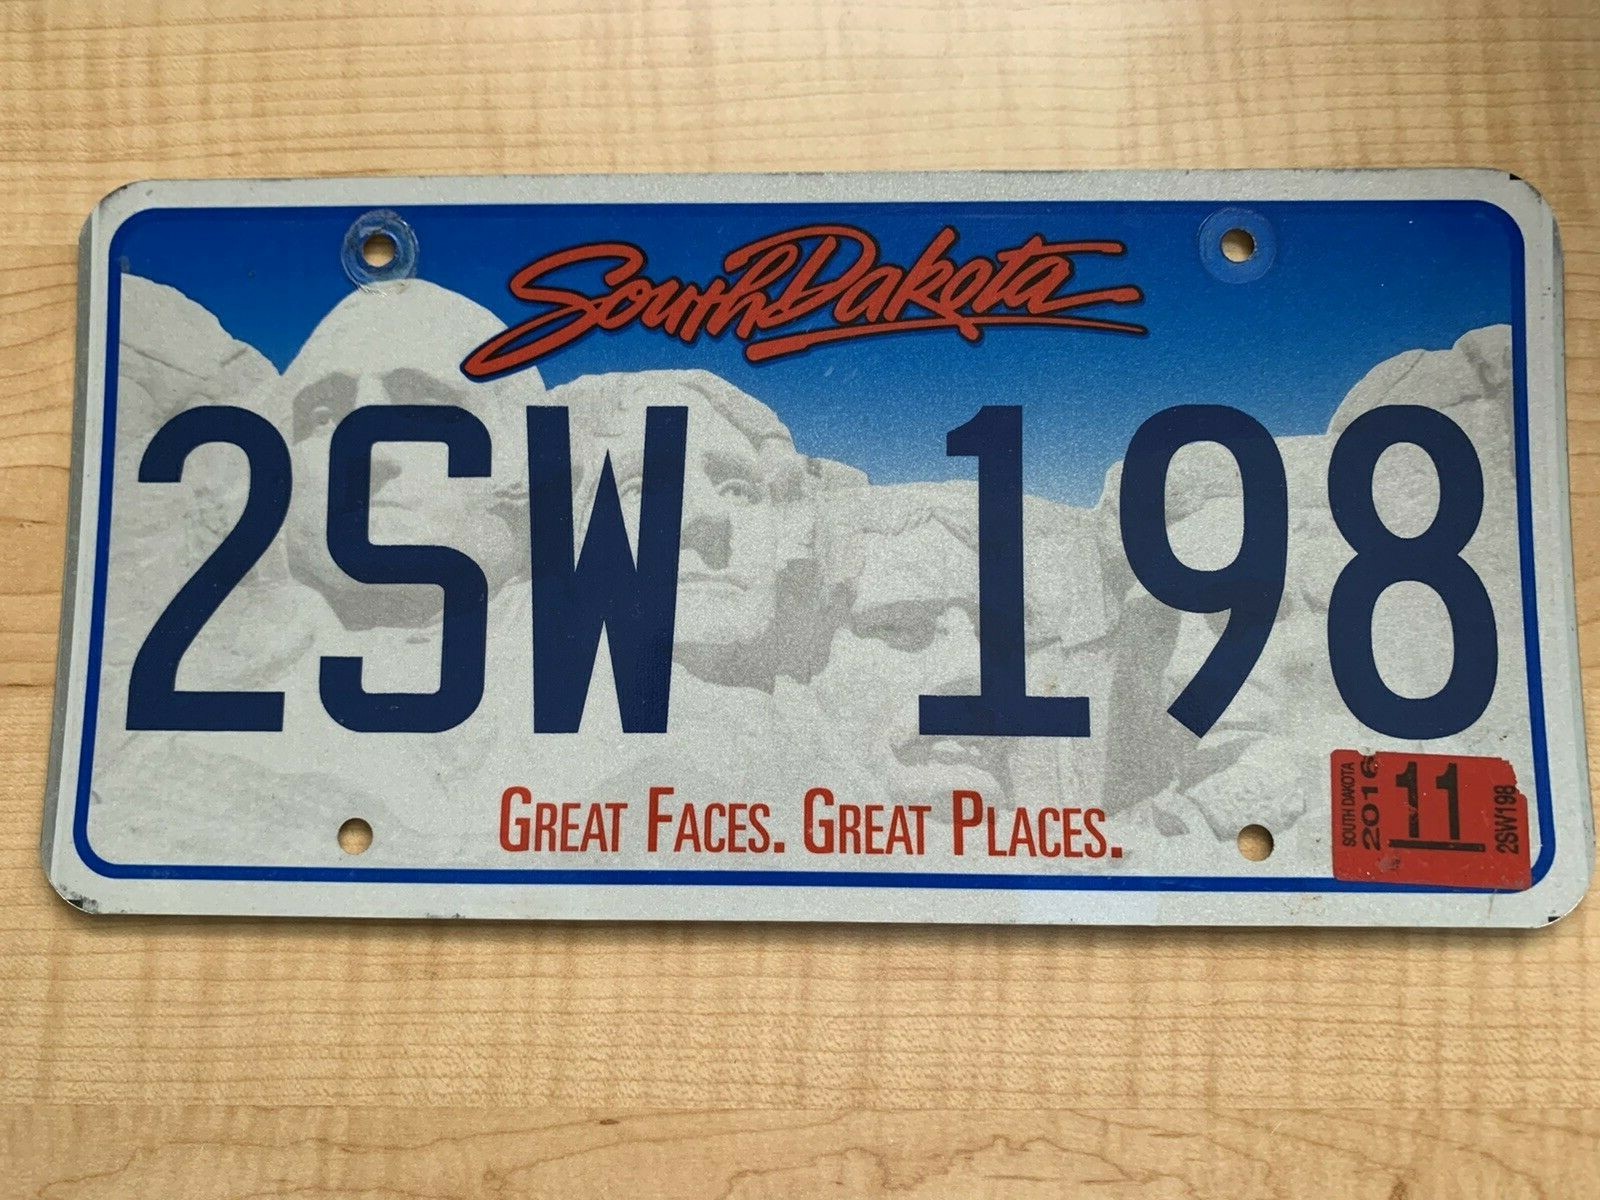 South Dakota
2SW 198
GREAT FACES. GREAT PLACES.
SOUTH DAKOTA
2016
11
2SW198